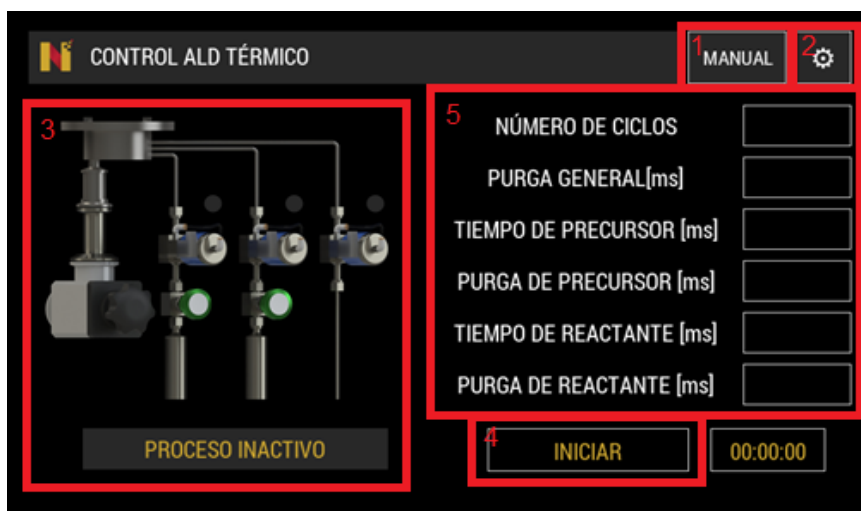 CONTROL ALD TÉRMICO
1
MANUAL
2
3
PROCESO INACTIVO
5
NÚMERO DE CICLOS
PURGA GENERAL[ms]
TIEMPO DE PRECURSOR [ms]
PURGA DE PRECURSOR [ms]
TIEMPO DE REACTANTE [ms]
PURGA DE REACTANTE [ms]
4
INICIAR
00:00:00